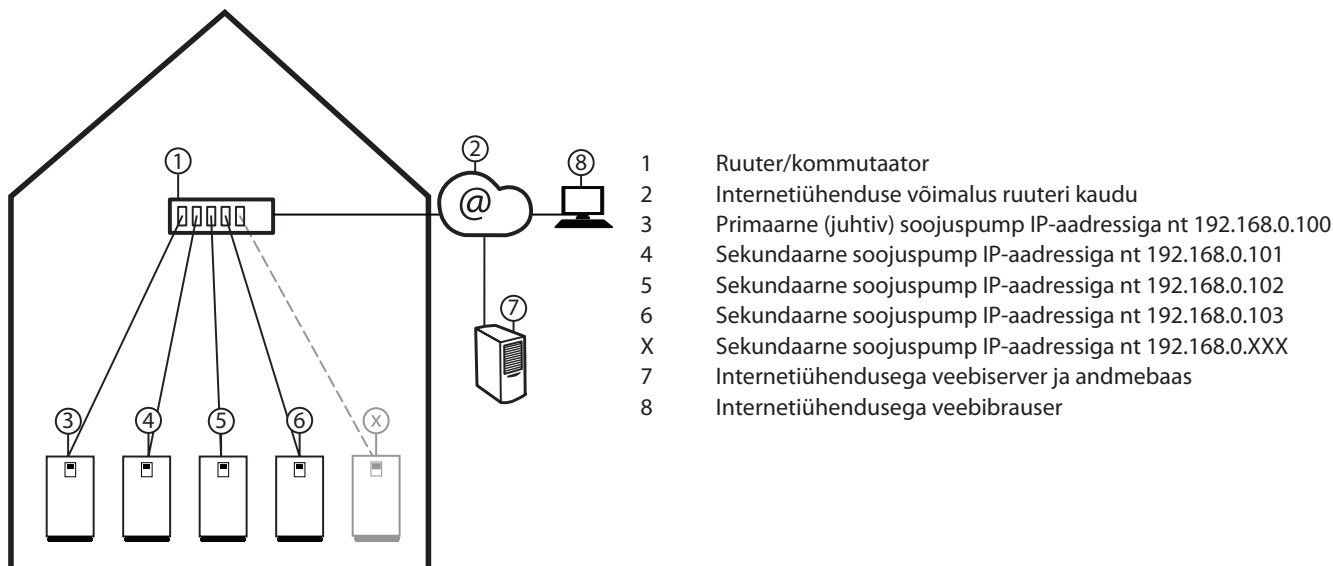 1
2
@
8
7
3
4
5
6
X
1 Ruuter/kommutaator
2 Internetiühenduse võimalus ruuteri kaudu
3 Primaarne (juhtiv) soojuspump IP-aadressiga nt 192.168.0.100
4 Sekundaarne soojuspump IP-aadressiga nt 192.168.0.101
5 Sekundaarne soojuspump IP-aadressiga nt 192.168.0.102
6 Sekundaarne soojuspump IP-aadressiga nt 192.168.0.103
X Sekundaarne soojuspump IP-aadressiga nt 192.168.0.XXX
7 Internetiühendusega veebiserver ja andmebaas
8 Internetiühendusega veebibrauser